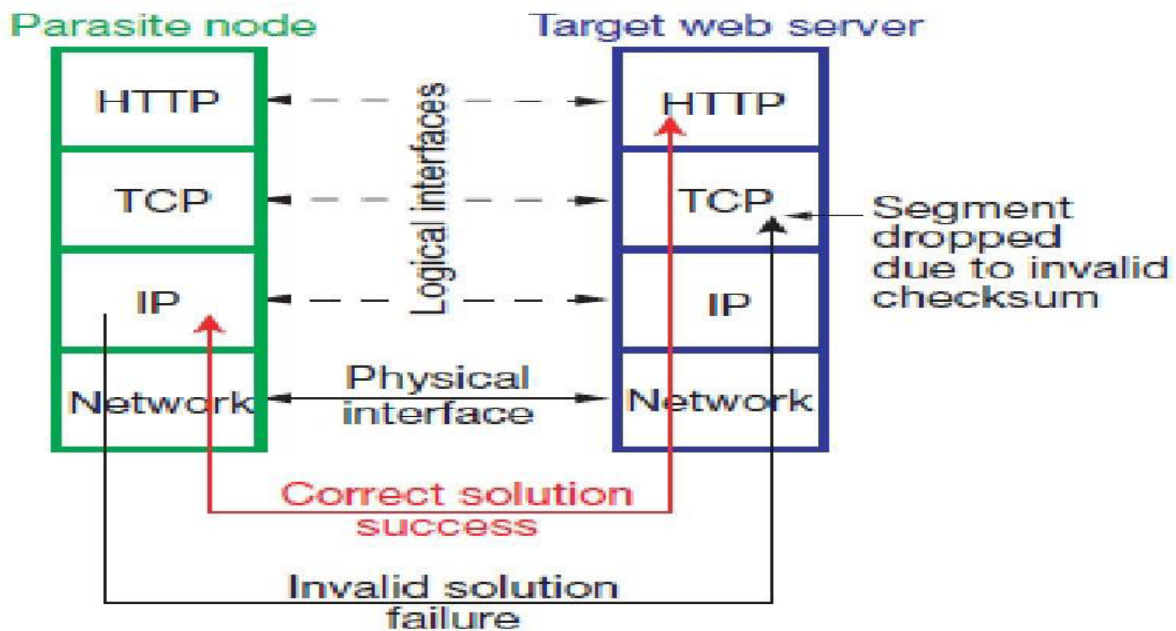 Parasite node
Target web server
HTTP
TCP
IP
Network
Logical interfaces
Physical
interface
HTTP
TCP
IP
Network
Segment
dropped
due to invalid
checksum
Correct solution
success
Invalid solution
failure